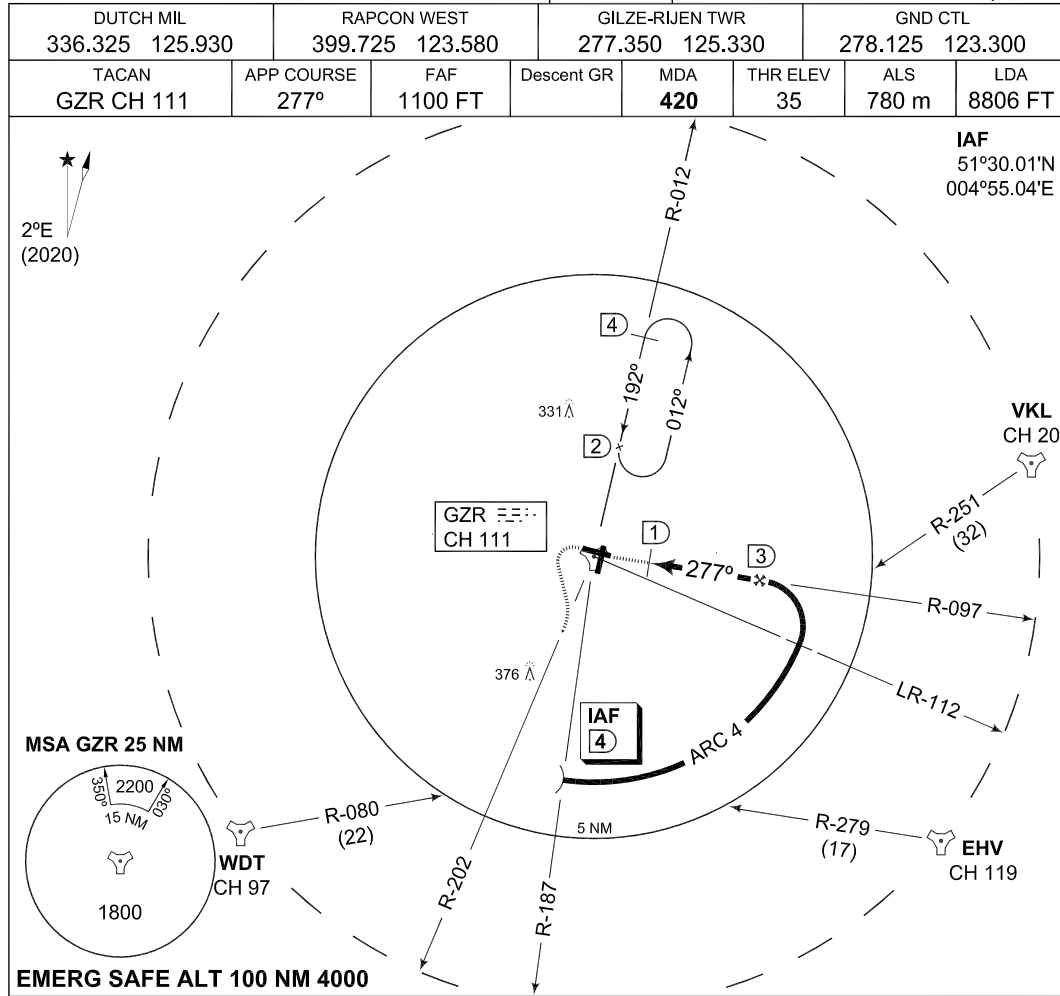 DUTCH MIL
336.325 125.930
RAPCON WEST
399.725 123.580
GILZE-RIJEN TWR
277.350 125.330
GND CTL
278.125 123.300
TACAN
GZR CH 111
APP COURSE
277º
FAF
1100 FT
Descent GR
MDA
420
THR ELEV
35
ALS
780 m
LDA
8806 FT
IAF
51º30.01'N
004º55.04'E
2ºE
(2020)
R-012
4
192º
012º
331
2
VKL
CH 20
R-251
(32)
GZR
CH 111
1
277º
3
R-097
LR-112
376
IAF
4
ARC 4
MSA GZR 25 NM
350º
2200
030º
15 NM
1800
R-080
(22)
WDT
CH 97
5 NM
R-279
(17)
EHV
CH 119
R-202
R-187
EMERG SAFE ALT 100 NM 4000